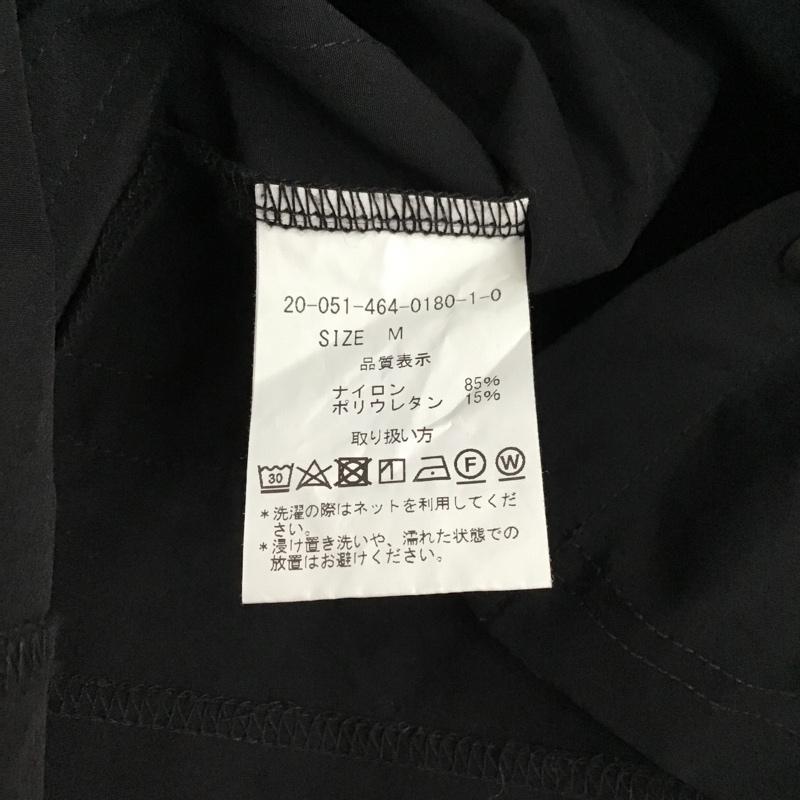 20-051-464-0180-1-0
SIZE M
品質表示
ナイロン 85%
ポリウレタン 15%
取り扱い方
30 F W
*洗濯の際はネットを利用してくだ
さい。
*浸け置き洗いや、濡れた状態での
放置はお避けください。